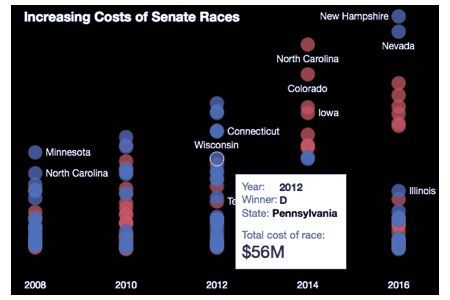 Increasing Costs of Senate Races
New Hampshire
Nevada
North Carolina
Colorado
Iowa
Connecticut
Wisconsin
Minnesota
North Carolina
Illinois
Year: 2012
Winner: D
State: Pennsylvania
Total cost of race:
$56M
2008 2010 2012 2014 2016